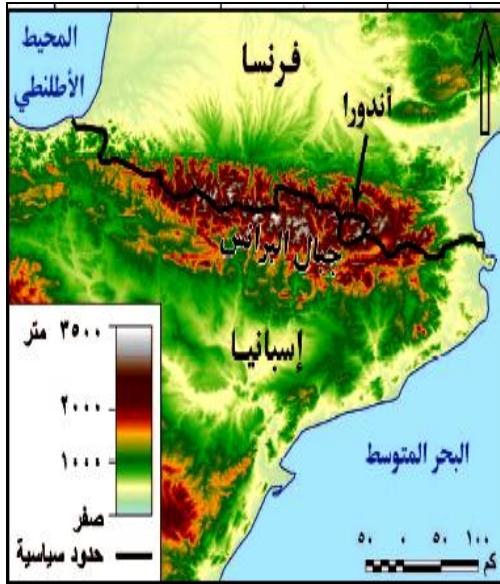 المحيط
الأطلنطي
فرنسا
أندورا
جبال البرانس
إسبانيا
٣٥٠٠ متر
٢٠٠٠
١٠٠٠
صفر
حدود سياسية
البحر المتوسط
٥٠ ٠ ٥٠ ١٠٠
كم